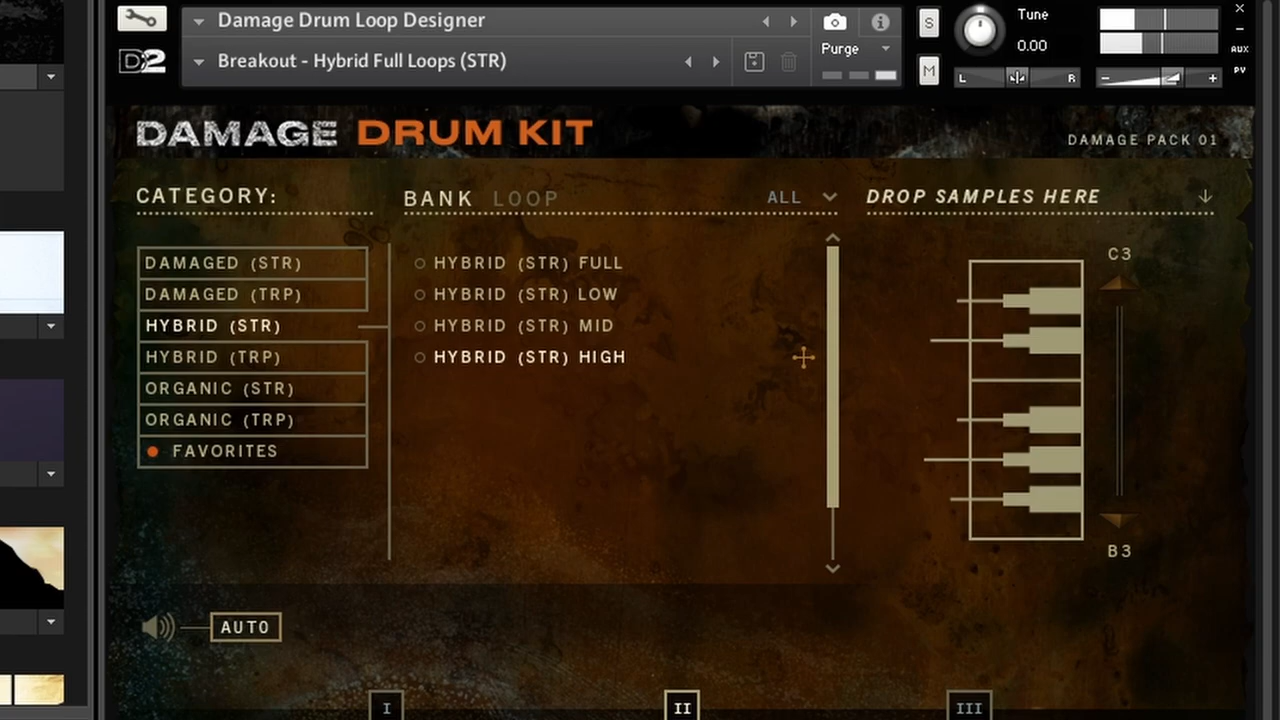 Damage Drum Loop Designer
S
Tune
0.00
AUX
PV
D2
Breakout - Hybrid Full Loops (STR)
Purge
M
L R
- +
DAMAGE DRUM KIT
DAMAGE PACK 01
CATEGORY:
BANK LOOP
ALL
DROP SAMPLES HERE
DAMAGED (STR)
DAMAGED (TRP)
HYBRID (STR)
HYBRID (TRP)
ORGANIC (STR)
ORGANIC (TRP)
FAVORITES
HYBRID (STR) FULL
HYBRID (STR) LOW
HYBRID (STR) MID
HYBRID (STR) HIGH
C3
B3
AUTO
I
II
III